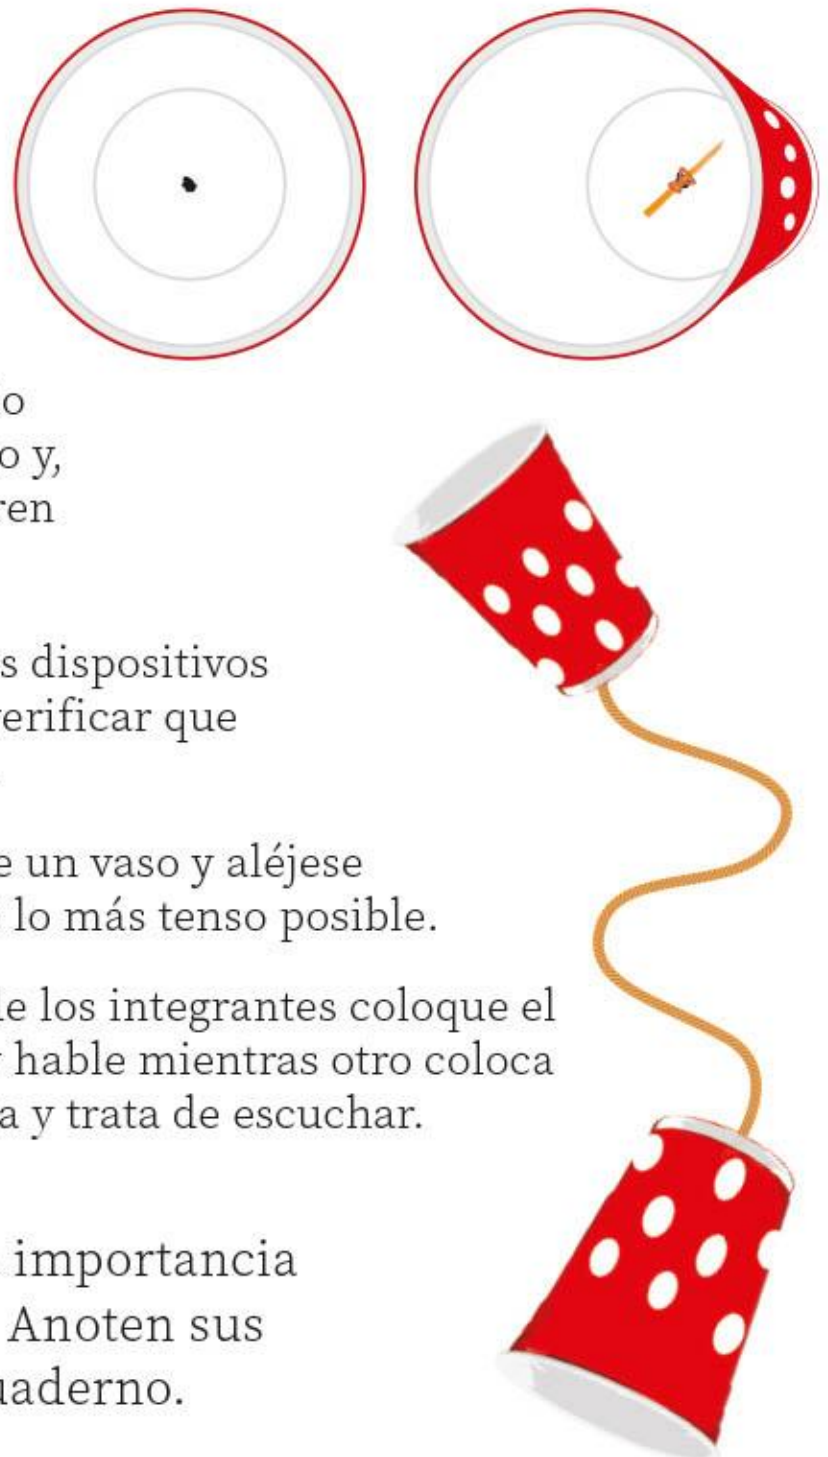 o
o y,
ren
s dispositivos
verificar que
e un vaso y aléjese
lo más tenso posible.
de los integrantes coloque el
hable mientras otro coloca
a y trata de escuchar.
importancia
Anoten sus
uaderno.